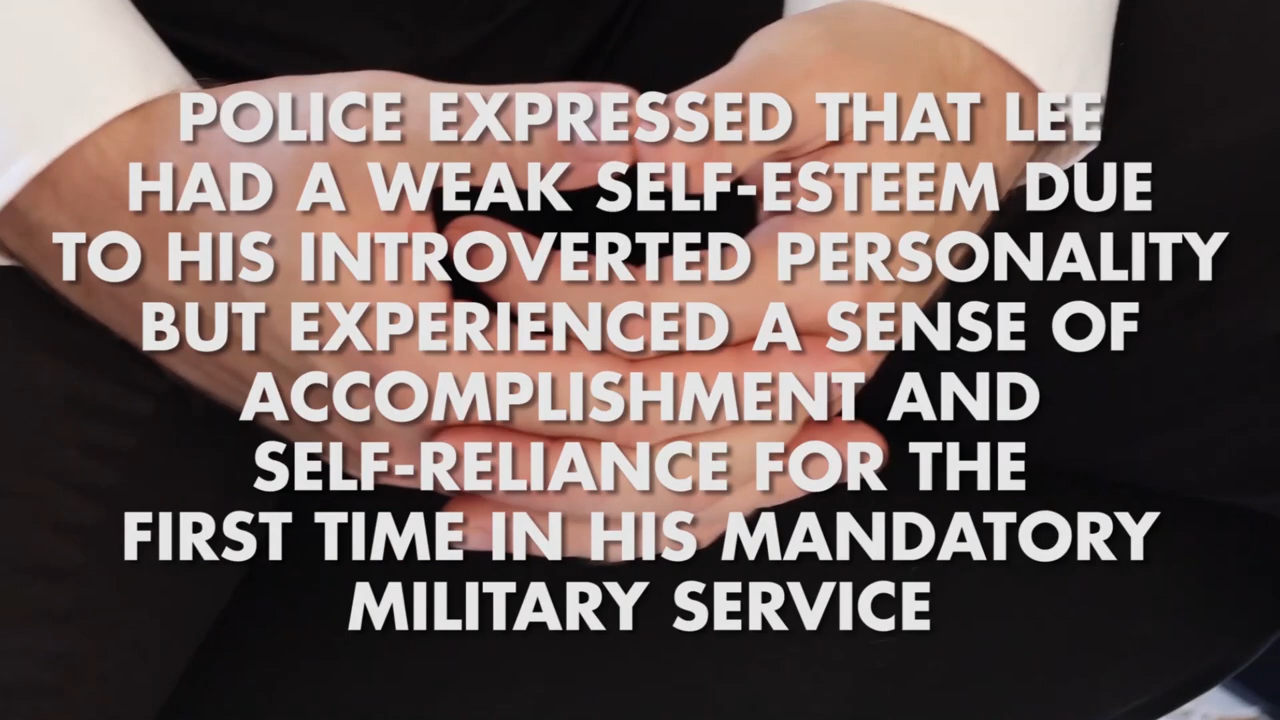 POLICE EXPRESSED THAT LEE
HAD A WEAK SELF-ESTEEM DUE
TO HIS INTROVERTED PERSONALITY
BUT EXPERIENCED A SENSE OF
ACCOMPLISHMENT AND
SELF-RELIANCE FOR THE
FIRST TIME IN HIS MANDATORY
MILITARY SERVICE